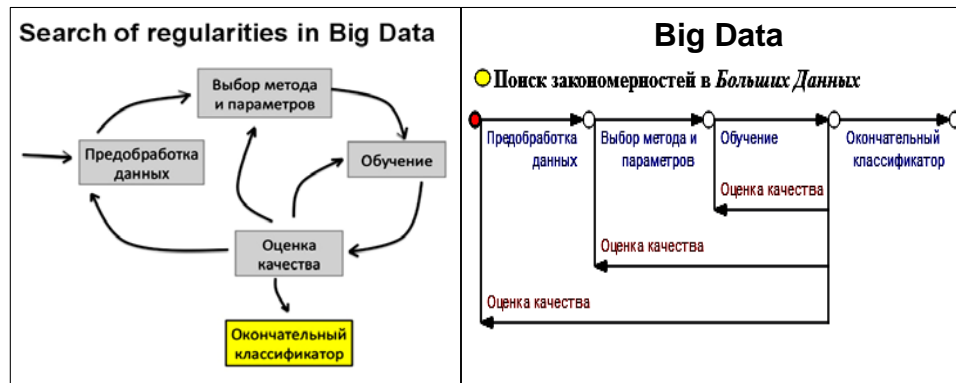 Search of regularities in Big Data
Выбор метода
и параметров
Предобработка
данных
Обучение
Оценка
качества
Окончательный
классификатор
Big Data
Поиск закономерностей в Больших Данных
Предобработка
данных
Выбор метода и
параметров
Обучение
Окончательный
классификатор
Оценка качества
Оценка качества
Оценка качества